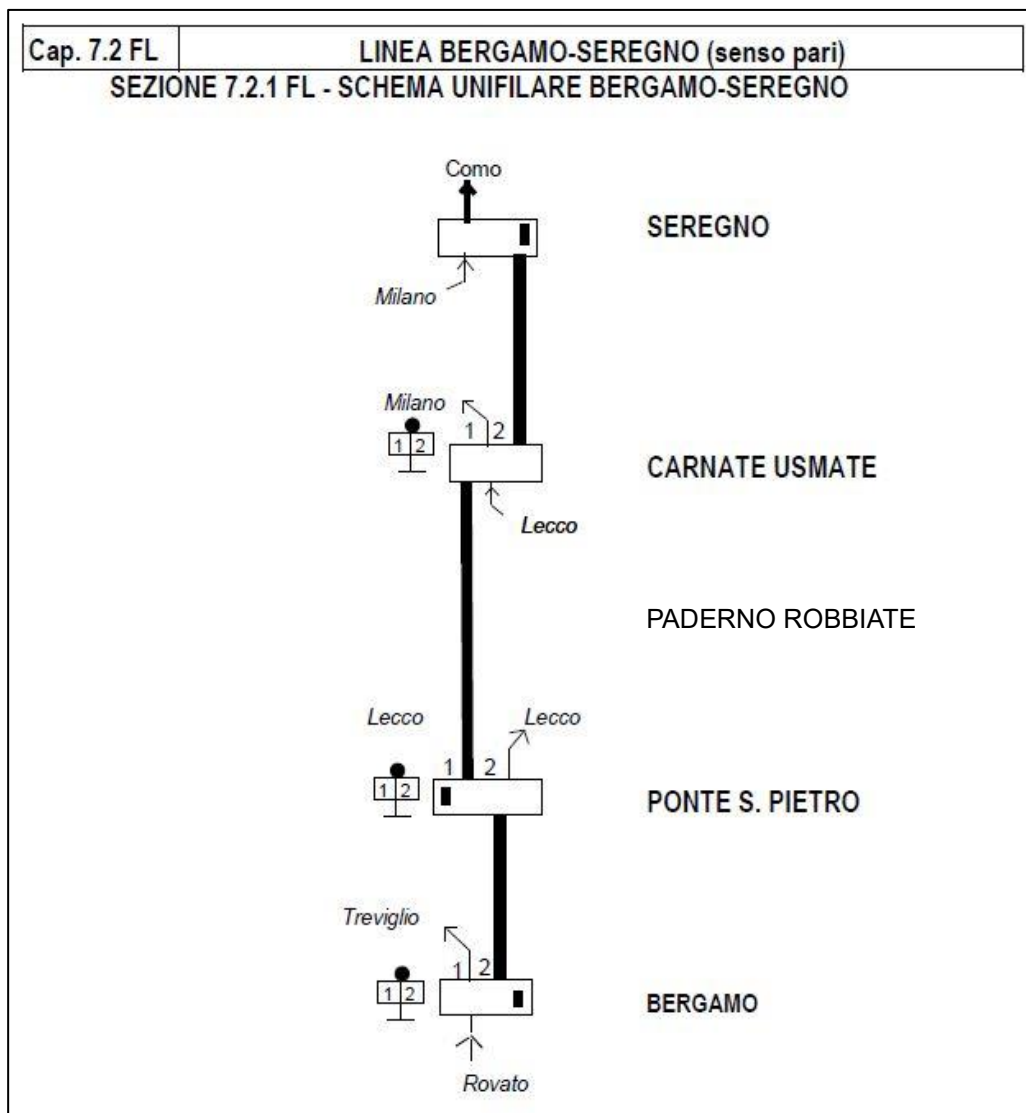 Cap. 7.2 FL LINEA BERGAMO-SEREGNO (senso pari)
SEZIONE 7.2.1 FL - SCHEMA UNIFILARE BERGAMO-SEREGNO
Como
SEREGNO
Milano
Milano
1 2
1 2
CARNATE USMATE
Lecco
PADERNO ROBBIATE
Lecco Lecco
1 2
1 2
PONTE S. PIETRO
Treviglio
1 2
1 2
BERGAMO
Rovato